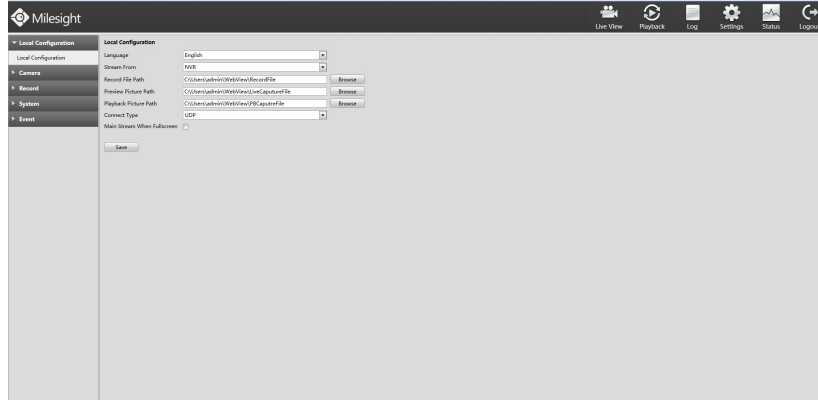 Milesight
Live View Playback Log Settings Status Logout
Local Configuration
Local Configuration
Camera
Record
System
Event
Local Configuration
Language English
Stream From NVR
Record File Path C:\Users\admin\WebView\RecordFile Browse
Preview Picture Path C:\Users\admin\WebView\LiveCaputureFile Browse
Playback Picture Path C:\Users\admin\WebView\PBCaputreFile Browse
Connect Type UDP
Main Stream When Fullscreen
Save